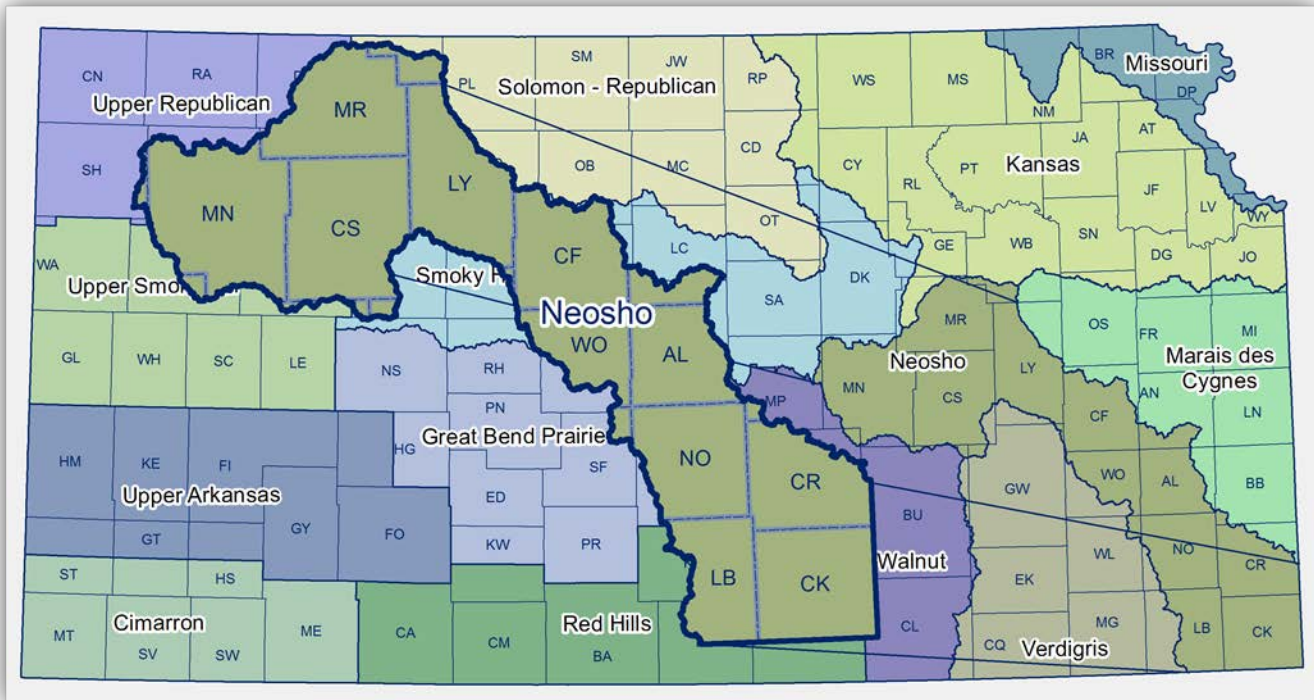 CN
RA
Upper Republican
SH
MR
MN
CS
LY
PL
SM
JW
RP
Solomon - Republican
OB
MC
CD
OT
WS
MS
NM
BR
Missouri
DP
JA
AT
CY
RL
PT
Kansas
JF
LV
WY
GE
WB
SN
DG
JO
WA
Upper Smo
Smoky H
LC
SA
DK
CF
Neosho
WO
AL
GL
WH
SC
LE
NS
RH
PN
HG
Great Bend Prairie
SF
ED
KW
PR
NO
CR
LB
CK
MP
MR
Neosho
MN
CS
LY
CF
WO
AL
NO
CR
LB
CK
OS
FR
MI
Marais des
Cygnes
AN
LN
BB
HM
KE
FI
Upper Arkansas
GT
GY
FO
BU
Walnut
CL
GW
EK
WL
MG
CQ
Verdigris
ST
HS
Cimarron
MT
SV
SW
ME
CA
CM
Red Hills
BA